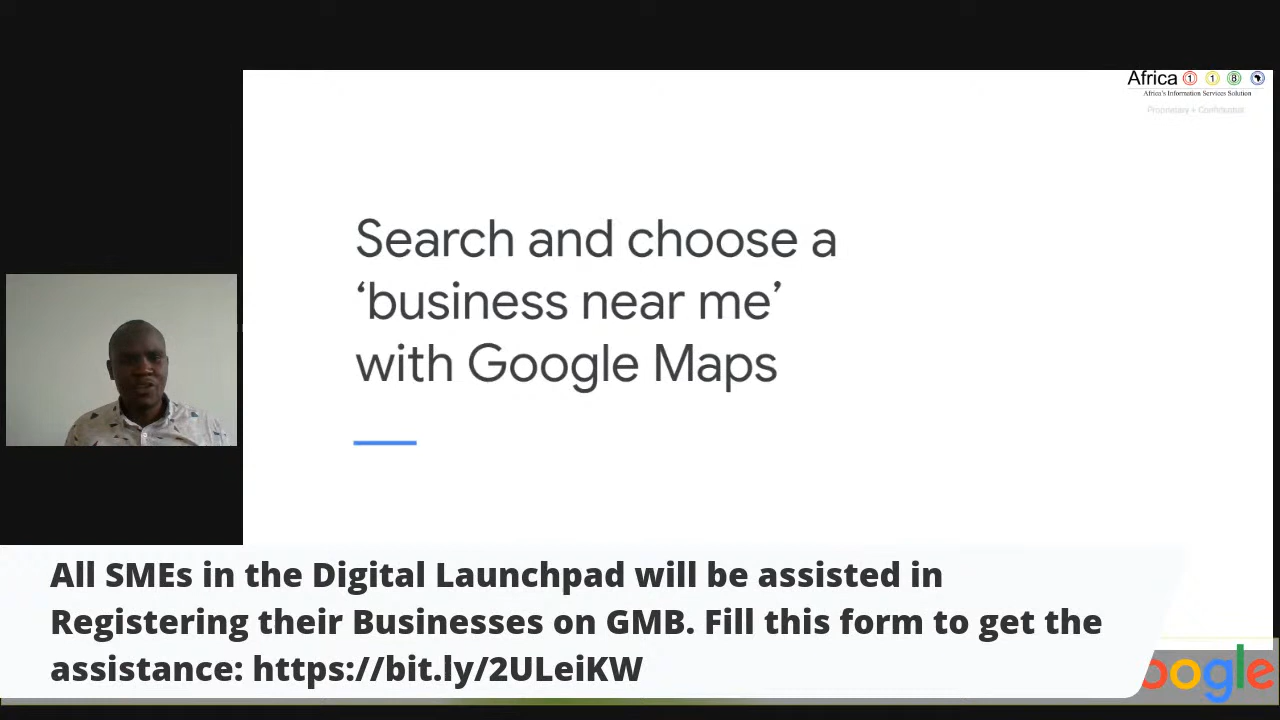 Africa 1 1 8
Africa's Information Services Solution
Proprietary + Confidential
Search and choose a
‘business near me’
with Google Maps
All SMEs in the Digital Launchpad will be assisted in
Registering their Businesses on GMB. Fill this form to get the
assistance: https://bit.ly/2ULeiKW
oogle